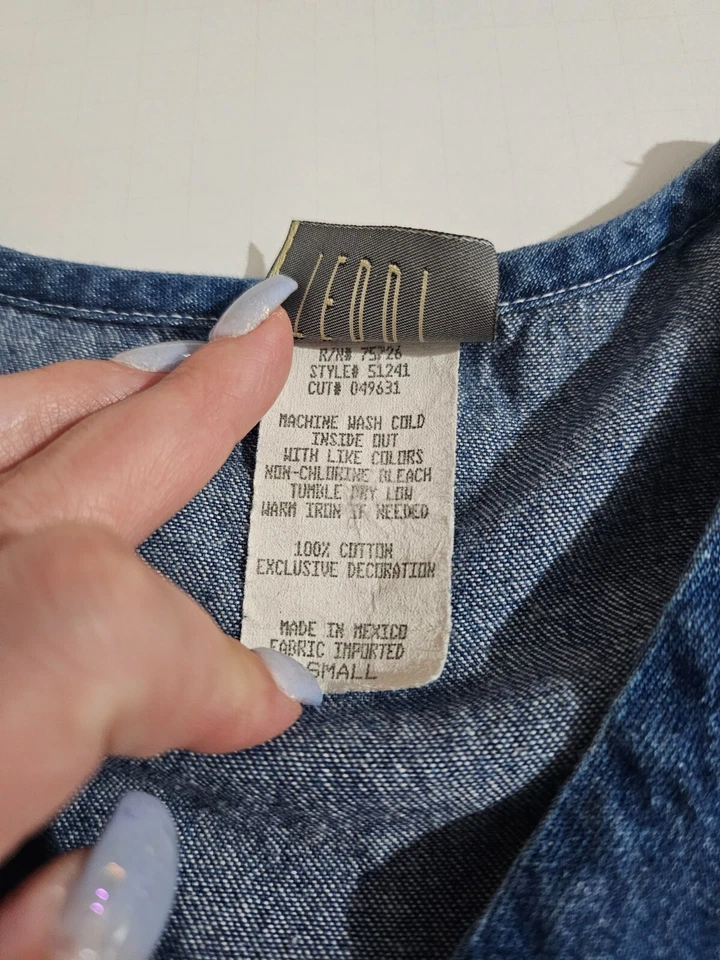 LENDI
R/N# 75726
STYLE# 51241
CUT# 049631
MACHINE WASH COLD
INSIDE OUT
WITH LIKE COLORS
NON-CHLORINE BLEACH
TUMBLE DRY LOW
WARM IRON IF NEEDED
100% COTTON
EXCLUSIVE DECORATION
MADE IN MEXICO
FABRIC IMPORTED
SMALL